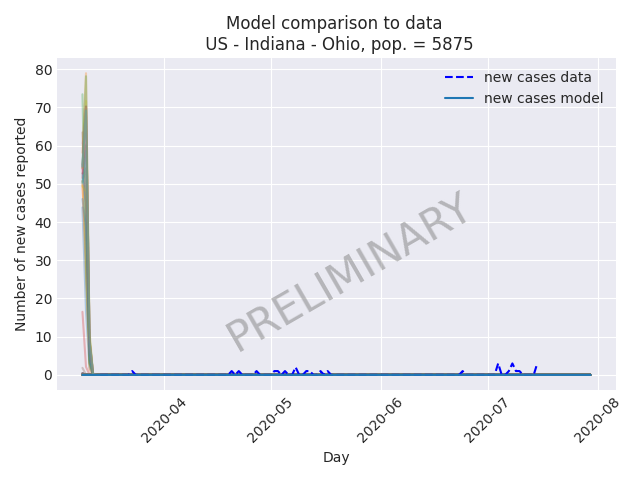 Model comparison to data
US - Indiana - Ohio, pop. = 5875
new cases data
new cases model
Number of new cases reported
80
70
60
50
40
30
20
10
0
PRELIMINARY
2020-04
2020-05
2020-06
2020-07
2020-08
Day